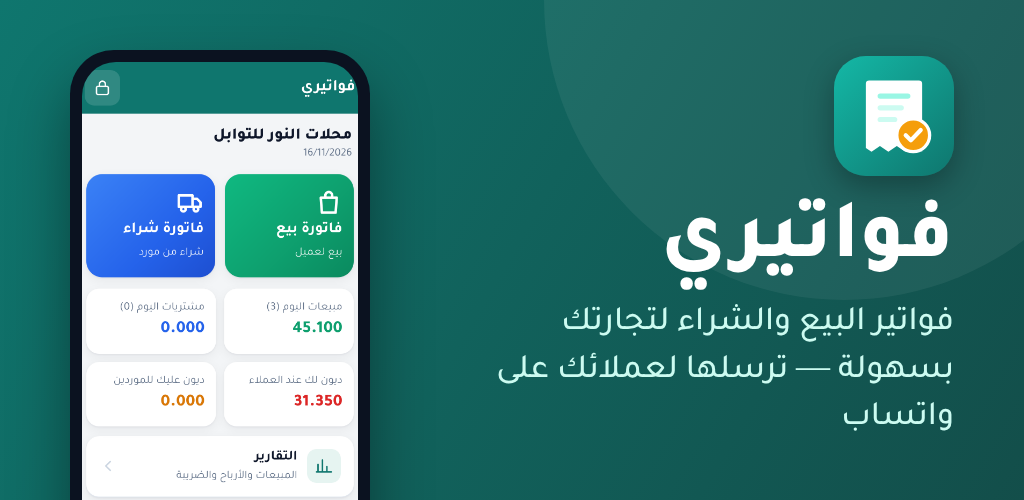 فواتيري
فواتير البيع والشراء لتجارتك
بسهولة — ترسلها لعملائك على
واتساب
فواتيري
محلات النور للتوابل
16/11/2026
فاتورة بيع
بيع لعميل
فاتورة شراء
شراء من مورد
مبيعات اليوم (3)
45.100
مشتريات اليوم (0)
0.000
ديون لك عند العملاء
31.350
ديون عليك للموردين
0.000
التقارير
المبيعات والأرباح والضريبة